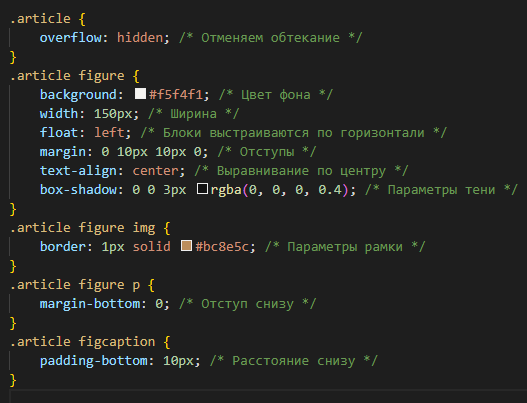 .article {
    overflow: hidden; /* Отменяем обтекание */
}
.article figure {
    background: #f5f4f1; /* Цвет фона */
    width: 150px; /* Ширина */
    float: left; /* Блоки выстраиваются по горизонтали */
    margin: 0 10px 10px 0; /* Отступы */
    text-align: center; /* Выравнивание по центру */
    box-shadow: 0 0 3px rgba(0, 0, 0, 0.4); /* Параметры тени */
}
.article figure img {
    border: 1px solid #bc8e5c; /* Параметры рамки */
}
.article figure p {
    margin-bottom: 0; /* Отступ снизу */
}
.article figcaption {
    padding-bottom: 10px; /* Расстояние снизу */
}